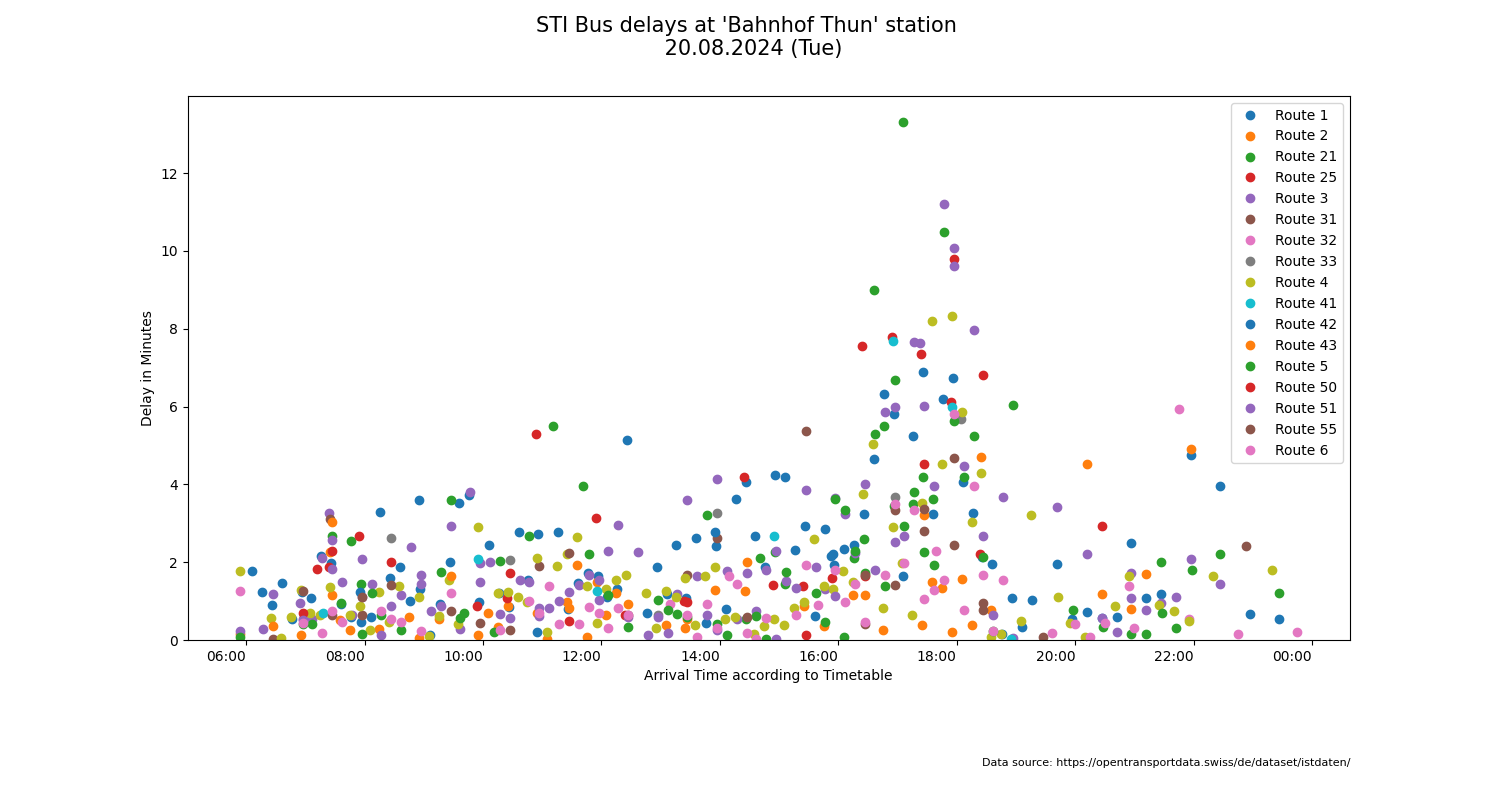 STI Bus delays at 'Bahnhof Thun' station
20.08.2024 (Tue)
Delay in Minutes
12
10
8
6
4
2
0
06:00 08:00 10:00 12:00 14:00 16:00 18:00 20:00 22:00 00:00
Arrival Time according to Timetable
Route 1
Route 2
Route 21
Route 25
Route 3
Route 31
Route 32
Route 33
Route 4
Route 41
Route 42
Route 43
Route 5
Route 50
Route 51
Route 55
Route 6
Data source: https://opentransportdata.swiss/de/dataset/istdaten/